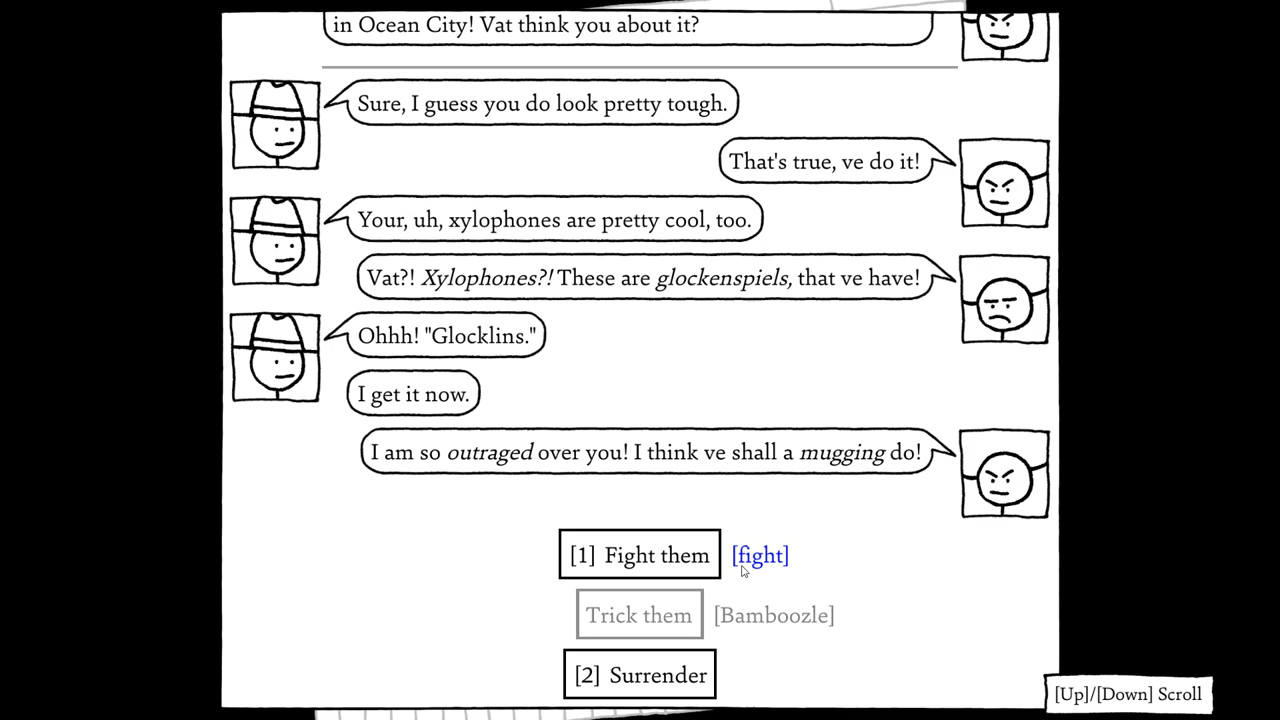 in Ocean City! Vat think you about it?
Sure, I guess you do look pretty tough.
That's true, ve do it!
Your, uh, xylophones are pretty cool, too.
Vat?! Xylophones?! These are glockenspiels, that ve have!
Ohhh! "Glocklins."
I get it now.
I am so outraged over you! I think ve shall a mugging do!
[1] Fight them [fight]
Trick them [Bamboozle]
[2] Surrender
[Up]/[Down] Scroll